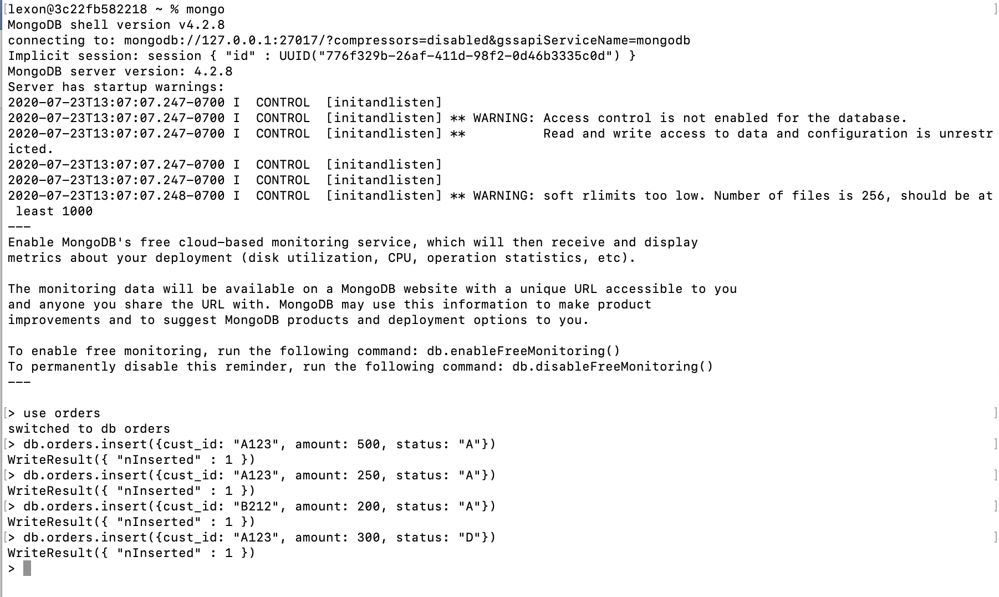 [lexon@3c22fb582218 ~ % mongo ]
MongoDB shell version v4.2.8
connecting to: mongodb://127.0.0.1:27017/?compressors=disabled&gssapiServiceName=mongodb
Implicit session: session { "id" : UUID("776f329b-26af-411d-98f2-0d46b3335c0d") }
MongoDB server version: 4.2.8
Server has startup warnings:
2020-07-23T13:07:07.247-0700 I  CONTROL  [initandlisten]
2020-07-23T13:07:07.247-0700 I  CONTROL  [initandlisten] ** WARNING: Access control is not enabled for the database.
2020-07-23T13:07:07.247-0700 I  CONTROL  [initandlisten] **          Read and write access to data and configuration is unrestr
icted.
2020-07-23T13:07:07.247-0700 I  CONTROL  [initandlisten]
2020-07-23T13:07:07.247-0700 I  CONTROL  [initandlisten]
2020-07-23T13:07:07.248-0700 I  CONTROL  [initandlisten] ** WARNING: soft rlimits too low. Number of files is 256, should be at
 least 1000
---
Enable MongoDB's free cloud-based monitoring service, which will then receive and display
metrics about your deployment (disk utilization, CPU, operation statistics, etc).

The monitoring data will be available on a MongoDB website with a unique URL accessible to you
and anyone you share the URL with. MongoDB may use this information to make product
improvements and to suggest MongoDB products and deployment options to you.

To enable free monitoring, run the following command: db.enableFreeMonitoring()
To permanently disable this reminder, run the following command: db.disableFreeMonitoring()
---

[> use orders ]
switched to db orders
[> db.orders.insert({cust_id: "A123", amount: 500, status: "A"}) ]
WriteResult({ "nInserted" : 1 })
[> db.orders.insert({cust_id: "A123", amount: 250, status: "A"}) ]
WriteResult({ "nInserted" : 1 })
[> db.orders.insert({cust_id: "B212", amount: 200, status: "A"}) ]
WriteResult({ "nInserted" : 1 })
[> db.orders.insert({cust_id: "A123", amount: 300, status: "D"}) ]
WriteResult({ "nInserted" : 1 })
>